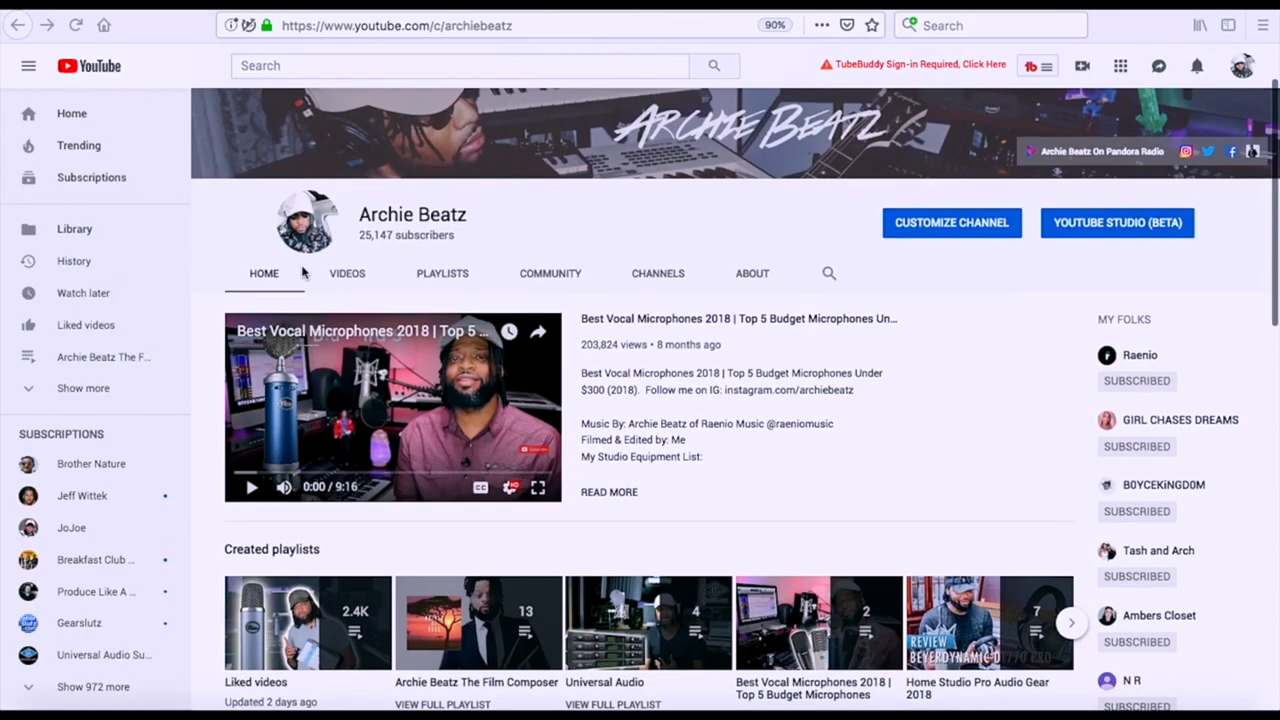 https://www.youtube.com/c/archiebeatz
90%
Search
YouTube
Search
TubeBuddy Sign-in Required, Click Here
tb
ARCHIE BEATZ
Archie Beatz On Pandora Radio
Home
Trending
Subscriptions
Library
History
Watch later
Liked videos
Archie Beatz The F...
Show more
SUBSCRIPTIONS
Brother Nature
Jeff Wittek
JoJoe
Breakfast Club ...
Produce Like A ...
Gearslutz
Universal Audio Su...
Show 972 more
Archie Beatz
25,147 subscribers
CUSTOMIZE CHANNEL
YOUTUBE STUDIO (BETA)
HOME
VIDEOS
PLAYLISTS
COMMUNITY
CHANNELS
ABOUT
Best Vocal Microphones 2018 | Top 5 ...
0:00 / 9:16
CC
HD
Best Vocal Microphones 2018 | Top 5 Budget Microphones Un...
203,824 views • 8 months ago
Best Vocal Microphones 2018 | Top 5 Budget Microphones Under
$300 (2018). Follow me on IG: instagram.com/archiebeatz
Music By: Archie Beatz of Raenio Music @raeniomusic
Filmed & Edited by: Me
My Studio Equipment List:
READ MORE
MY FOLKS
Raenio
SUBSCRIBED
GIRL CHASES DREAMS
SUBSCRIBED
B0YCEKiNGD0M
SUBSCRIBED
Tash and Arch
SUBSCRIBED
Ambers Closet
SUBSCRIBED
N R
SUBSCRIBED
Created playlists
2.4K
Liked videos
Updated 2 days ago
13
Archie Beatz The Film Composer
VIEW FULL PLAYLIST
4
Universal Audio
VIEW FULL PLAYLIST
2
Best Vocal Microphones 2018 |
Top 5 Budget Microphones
7
REVIEW
BEYERDYNAMIC DT770 PRO
Home Studio Pro Audio Gear
2018